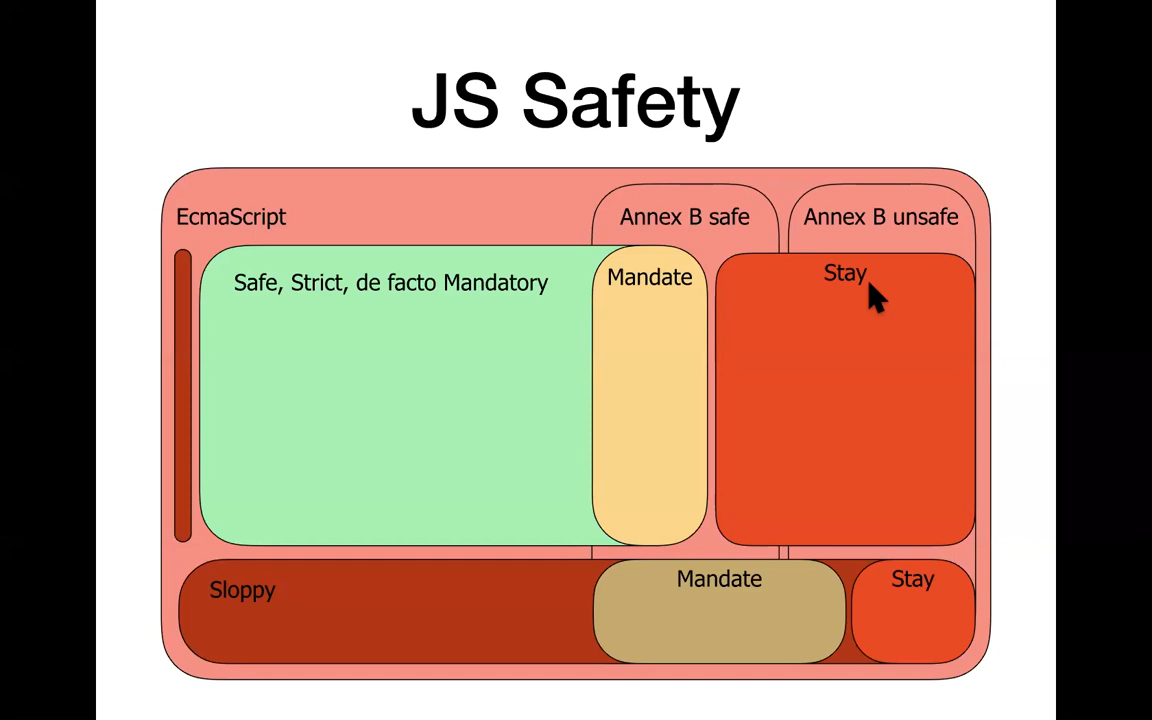 JS Safety
EcmaScript
Annex B safe
Annex B unsafe
Safe, Strict, de facto Mandatory
Mandate
Stay
Sloppy
Mandate
Stay